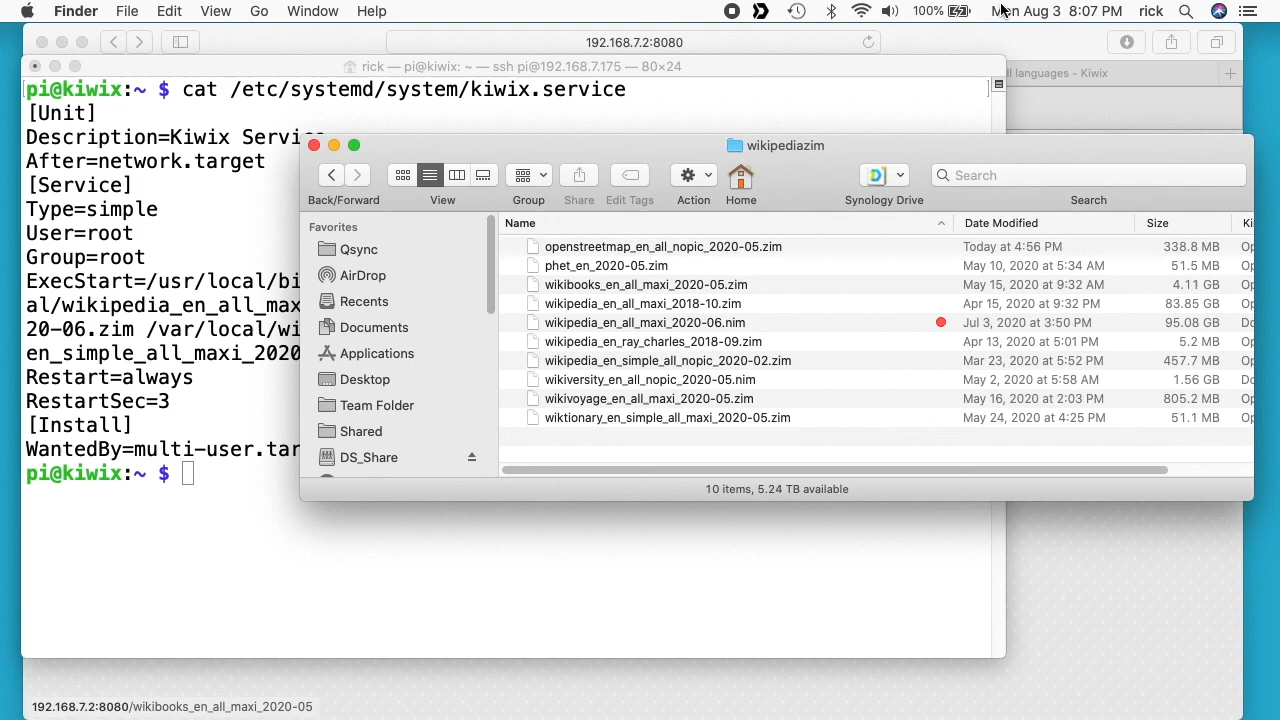 Finder File Edit View Go Window Help 100% Mon Aug 3 8:07 PM rick
192.168.7.2:8080
rick — pi@kiwix: ~ — ssh pi@192.168.7.175 — 80×24
ll languages - Kiwix
pi@kiwix:~ $ cat /etc/systemd/system/kiwix.service
[Unit]
Description=Kiwix Service
After=network.target
[Service]
Type=simple
User=root
Group=root
ExecStart=/usr/local/bi
al/wikipedia_en_all_max
20-06.zim /var/local/wi
en_simple_all_maxi_2020
Restart=always
RestartSec=3
[Install]
WantedBy=multi-user.tar
pi@kiwix:~ $
wikipediazim
Search
Back/Forward View Group Share Edit Tags Action Home Synology Drive Search
Favorites
Qsync
AirDrop
Recents
Documents
Applications
Desktop
Team Folder
Shared
DS_Share
Name Date Modified Size Ki
openstreetmap_en_all_nopic_2020-05.zim Today at 4:56 PM 338.8 MB Op
phet_en_2020-05.zim May 10, 2020 at 5:34 AM 51.5 MB Op
wikibooks_en_all_maxi_2020-05.zim May 15, 2020 at 9:32 AM 4.11 GB Op
wikipedia_en_all_maxi_2018-10.zim Apr 15, 2020 at 9:32 PM 83.85 GB Op
wikipedia_en_all_maxi_2020-06.nim Jul 3, 2020 at 3:50 PM 95.08 GB Do
wikipedia_en_ray_charles_2018-09.zim Apr 13, 2020 at 5:01 PM 5.2 MB Op
wikipedia_en_simple_all_nopic_2020-02.zim Mar 23, 2020 at 5:52 PM 457.7 MB Op
wikiversity_en_all_nopic_2020-05.nim May 2, 2020 at 5:58 AM 1.56 GB Do
wikivoyage_en_all_maxi_2020-05.zim May 16, 2020 at 2:03 PM 805.2 MB Op
wiktionary_en_simple_all_maxi_2020-05.zim May 24, 2020 at 4:25 PM 51.1 MB Op
10 items, 5.24 TB available
192.168.7.2:8080/wikibooks_en_all_maxi_2020-05